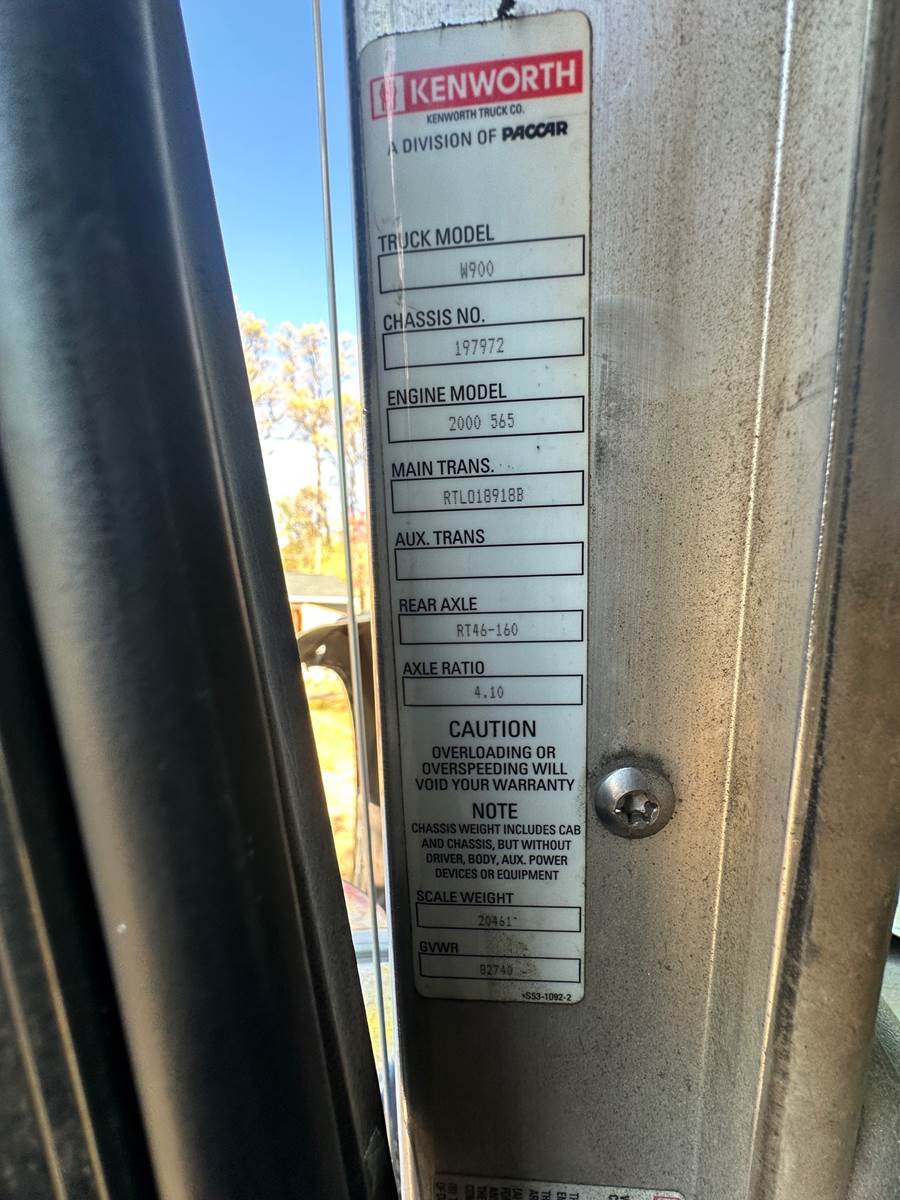 KENWORTH
KENWORTH TRUCK CO.
A DIVISION OF PACCAR
TRUCK MODEL
W900
CHASSIS NO.
197972
ENGINE MODEL
2000 565
MAIN TRANS.
RTLO18918B
AUX. TRANS
REAR AXLE
RT46-160
AXLE RATIO
4.10
CAUTION
OVERLOADING OR
OVERSPEEDING WILL
VOID YOUR WARRANTY
NOTE
CHASSIS WEIGHT INCLUDES CAB
AND CHASSIS, BUT WITHOUT
DRIVER, BODY, AUX. POWER
DEVICES OR EQUIPMENT
SCALE WEIGHT
20461
GVWR
82740
*S53-1092-2